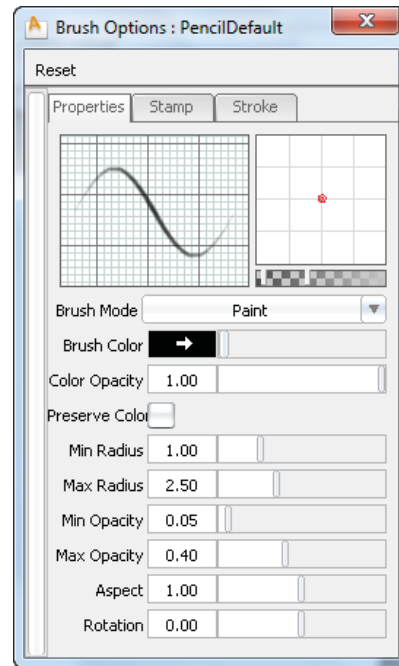 Brush Options : PencilDefault
Reset
Properties Stamp Stroke
Brush Mode Paint
Brush Color
Color Opacity 1.00
Preserve Color
Min Radius 1.00
Max Radius 2.50
Min Opacity 0.05
Max Opacity 0.40
Aspect 1.00
Rotation 0.00